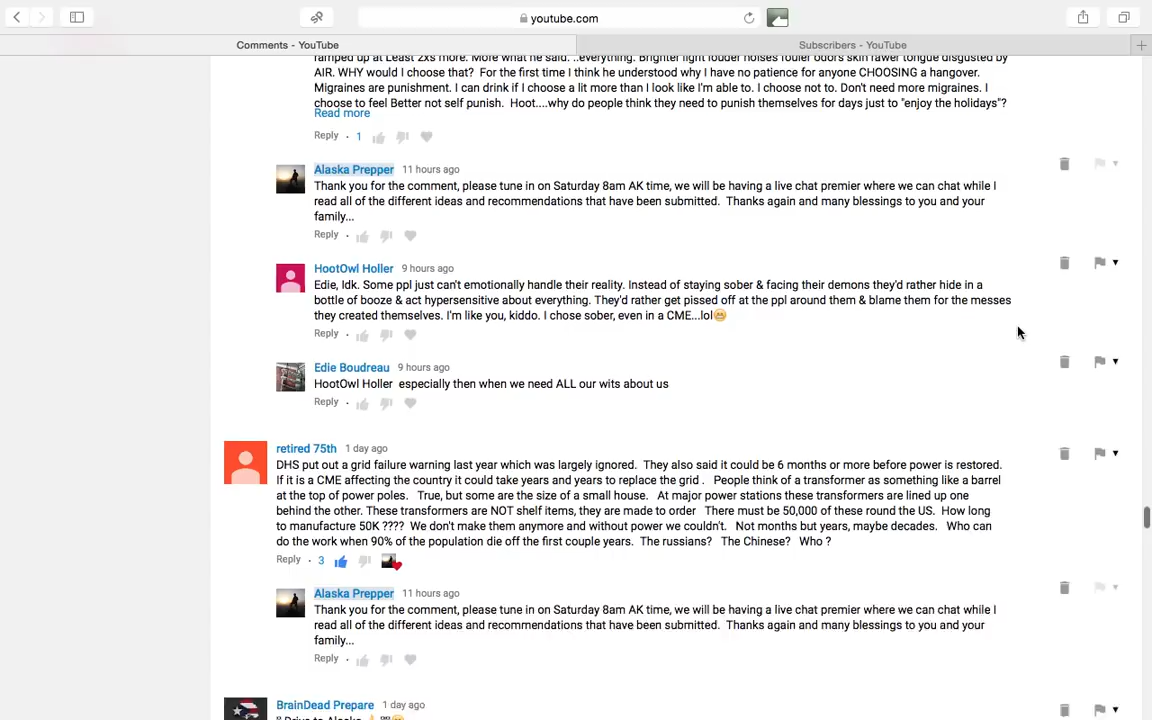 youtube.com
Comments - YouTube
Subscribers - YouTube
ramped up at Least 2xs more. More what he said. ..everything. Brighter light louder noises fouler odors skin rawer tongue disgusted by
AIR. WHY would I choose that?  For the first time I think he understood why I have no patience for anyone CHOOSING a hangover.
Migraines are punishment. I can drink if I choose a lit more than I look like I'm able to. I choose not to. Don't need more migraines. I
choose to feel Better not self punish.  Hoot....why do people think they need to punish themselves for days just to "enjoy the holidays"?
Read more
Reply · 1
Alaska Prepper 11 hours ago
Thank you for the comment, please tune in on Saturday 8am AK time, we will be having a live chat premier where we can chat while I
read all of the different ideas and recommendations that have been submitted.  Thanks again and many blessings to you and your
family...
Reply ·
HootOwl Holler 9 hours ago
Edie, Idk. Some ppl just can't emotionally handle their reality. Instead of staying sober & facing their demons they'd rather hide in a
bottle of booze & act hypersensitive about everything. They'd rather get pissed off at the ppl around them & blame them for the messes
they created themselves. I'm like you, kiddo. I chose sober, even in a CME...lol😁
Reply ·
Edie Boudreau 9 hours ago
HootOwl Holler  especially then when we need ALL our wits about us
Reply ·
retired 75th 1 day ago
DHS put out a grid failure warning last year which was largely ignored.  They also said it could be 6 months or more before power is restored.
If it is a CME affecting the country it could take years and years to replace the grid .   People think of a transformer as something like a barrel
at the top of power poles.   True, but some are the size of a small house.   At major power stations these transformers are lined up one
behind the other. These transformers are NOT shelf items, they are made to order   There must be 50,000 of these round the US.  How long
to manufacture 50K ????  We don't make them anymore and without power we couldn't.   Not months but years, maybe decades.   Who can
do the work when 90% of the population die off the first couple years.  The russians?   The Chinese?   Who ?
Reply · 3
Alaska Prepper 11 hours ago
Thank you for the comment, please tune in on Saturday 8am AK time, we will be having a live chat premier where we can chat while I
read all of the different ideas and recommendations that have been submitted.  Thanks again and many blessings to you and your
family...
Reply ·
BrainDead Prepare 1 day ago
" Drive to Alaska